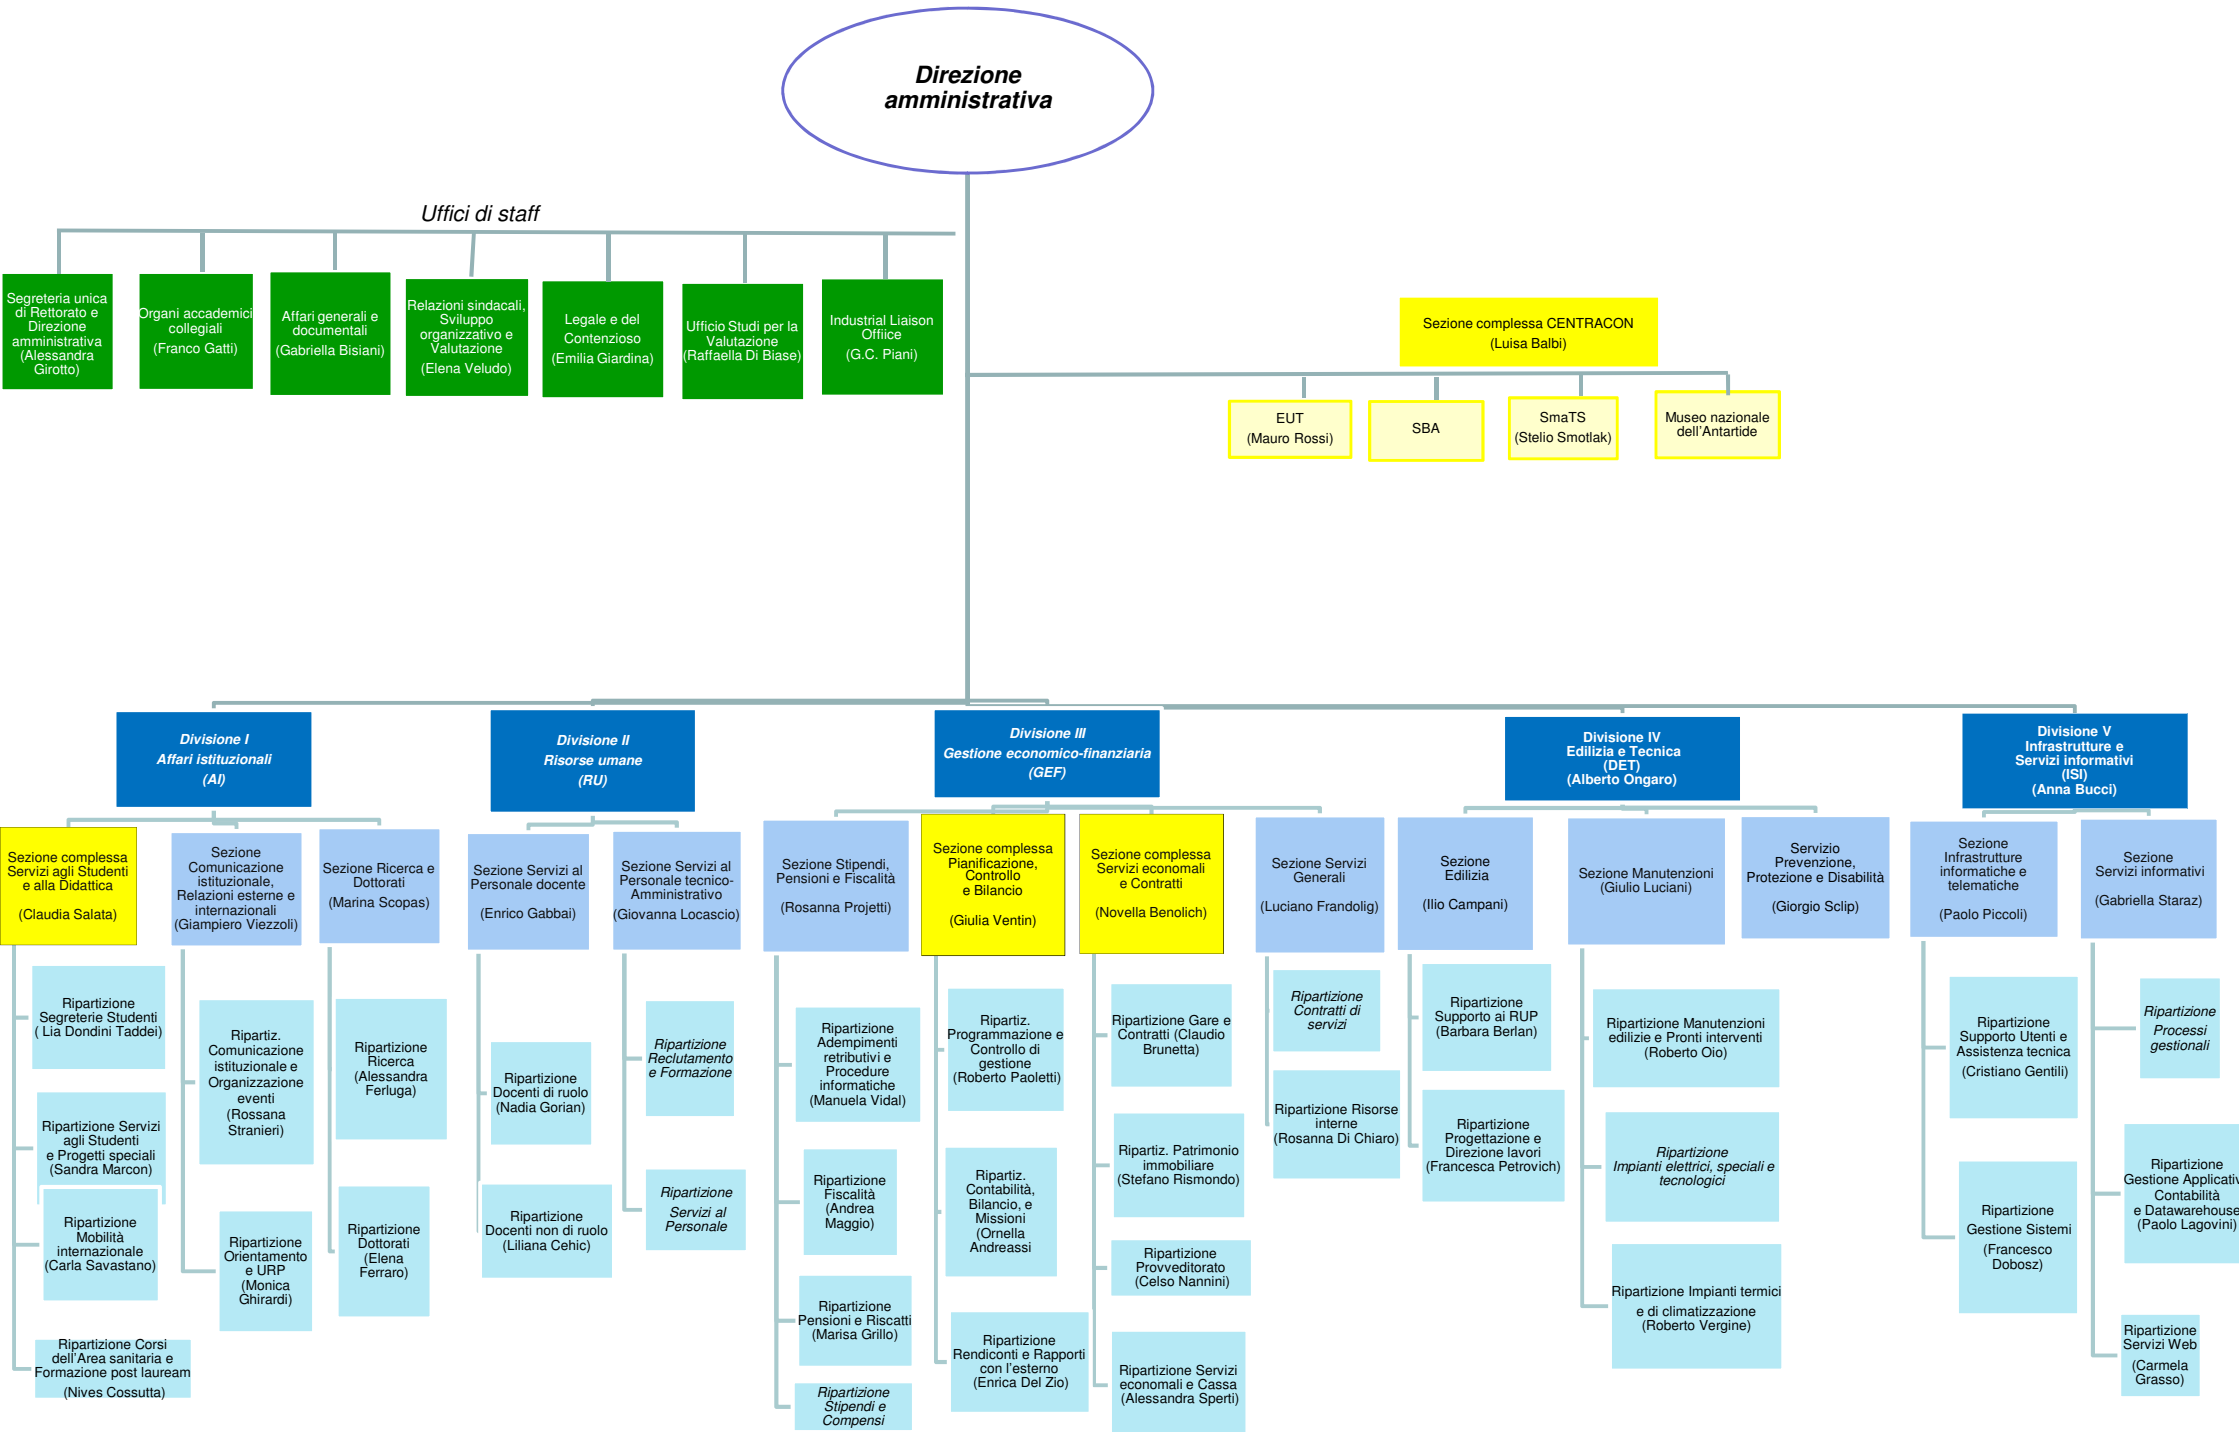 Direzione
amministrativa
Uffici di staff
Segreteria unica
di Rettorato e
Direzione
amministrativa
(Alessandra
Girotto)
Organi accademici
collegiali
(Franco Gatti)
Affari generali e
documentali
(Gabriella Bisiani)
Relazioni sindacali,
Sviluppo
organizzativo e
Valutazione
(Elena Veludo)
Legale e del
Contenzioso
(Emilia Giardina)
Ufficio Studi per la
Valutazione
(Raffaella Di Biase)
Industrial Liaison
Offiice
(G.C. Piani)
Sezione complessa CENTRACON
(Luisa Balbi)
EUT
(Mauro Rossi)
SBA
SmaTS
(Stelio Smotlak)
Museo nazionale
dell'Antartide
Divisione I
Affari istituzionali
(AI)
Divisione II
Risorse umane
(RU)
Divisione III
Gestione economico-finanziaria
(GEF)
Divisione IV
Edilizia e Tecnica
(DET)
(Alberto Ongaro)
Divisione V
Infrastrutture e
Servizi informativi
(ISI)
(Anna Bucci)
Sezione complessa
Servizi agli Studenti
e alla Didattica
(Claudia Salata)
Sezione
Comunicazione
istituzionale,
Relazioni esterne e
internazionali
(Giampiero Viezzoli)
Sezione Ricerca e
Dottorati
(Marina Scopas)
Sezione Servizi al
Personale docente
(Enrico Gabbai)
Sezione Servizi al
Personale tecnico-
Amministrativo
(Giovanna Locascio)
Sezione Stipendi,
Pensioni e Fiscalità
(Rosanna Projetti)
Sezione complessa
Pianificazione,
Controllo
e Bilancio
(Giulia Ventin)
Sezione complessa
Servizi economali
e Contratti
(Novella Benolich)
Sezione Servizi
Generali
(Luciano Frandolig)
Sezione
Edilizia
(Ilio Campani)
Sezione Manutenzioni
(Giulio Luciani)
Servizio
Prevenzione,
Protezione e Disabilità
(Giorgio Sclip)
Sezione
Infrastrutture
informatiche e
telematiche
(Paolo Piccoli)
Sezione
Servizi informativi
(Gabriella Staraz)
Ripartizione
Segreterie Studenti
( Lia Dondini Taddei)
Ripartizione Servizi
agli Studenti
e Progetti speciali
(Sandra Marcon)
Ripartizione
Mobilità
internazionale
(Carla Savastano)
Ripartizione Corsi
dell'Area sanitaria e
Formazione post lauream
(Nives Cossutta)
Ripartiz.
Comunicazione
istituzionale e
Organizzazione
eventi
(Rossana
Stranieri)
Ripartizione
Orientamento
e URP
(Monica
Ghirardi)
Ripartizione
Ricerca
(Alessandra
Ferluga)
Ripartizione
Dottorati
(Elena
Ferraro)
Ripartizione
Docenti di ruolo
(Nadia Gorian)
Ripartizione
Docenti non di ruolo
(Liliana Cehic)
Ripartizione
Reclutamento
e Formazione
Ripartizione
Servizi al
Personale
Ripartizione
Adempimenti
retributivi e
Procedure
informatiche
(Manuela Vidal)
Ripartizione
Fiscalità
(Andrea
Maggio)
Ripartizione
Pensioni e Riscatti
(Marisa Grillo)
Ripartizione
Stipendi e
Compensi
Ripartiz.
Programmazione e
Controllo di
gestione
(Roberto Paoletti)
Ripartiz.
Contabilità,
Bilancio, e
Missioni
(Ornella
Andreassi
Ripartizione
Rendiconti e Rapporti
con l'esterno
(Enrica Del Zio)
Ripartizione Gare e
Contratti (Claudio
Brunetta)
Ripartiz. Patrimonio
immobiliare
(Stefano Rismondo)
Ripartizione
Provveditorato
(Celso Nannini)
Ripartizione Servizi
economali e Cassa
(Alessandra Sperti)
Ripartizione
Contratti di
servizi
Ripartizione Risorse
interne
(Rosanna Di Chiaro)
Ripartizione
Supporto ai RUP
(Barbara Berlan)
Ripartizione
Progettazione e
Direzione lavori
(Francesca Petrovich)
Ripartizione Manutenzioni
edilizie e Pronti interventi
(Roberto Oio)
Ripartizione
Impianti elettrici, speciali e
tecnologici
Ripartizione Impianti termici
e di climatizzazione
(Roberto Vergine)
Ripartizione
Supporto Utenti e
Assistenza tecnica
(Cristiano Gentili)
Ripartizione
Gestione Sistemi
(Francesco
Dobosz)
Ripartizione
Processi
gestionali
Ripartizione
Gestione Applicativ
Contabilità
e Datawarehouse
(Paolo Lagovini)
Ripartizione
Servizi Web
(Carmela
Grasso)